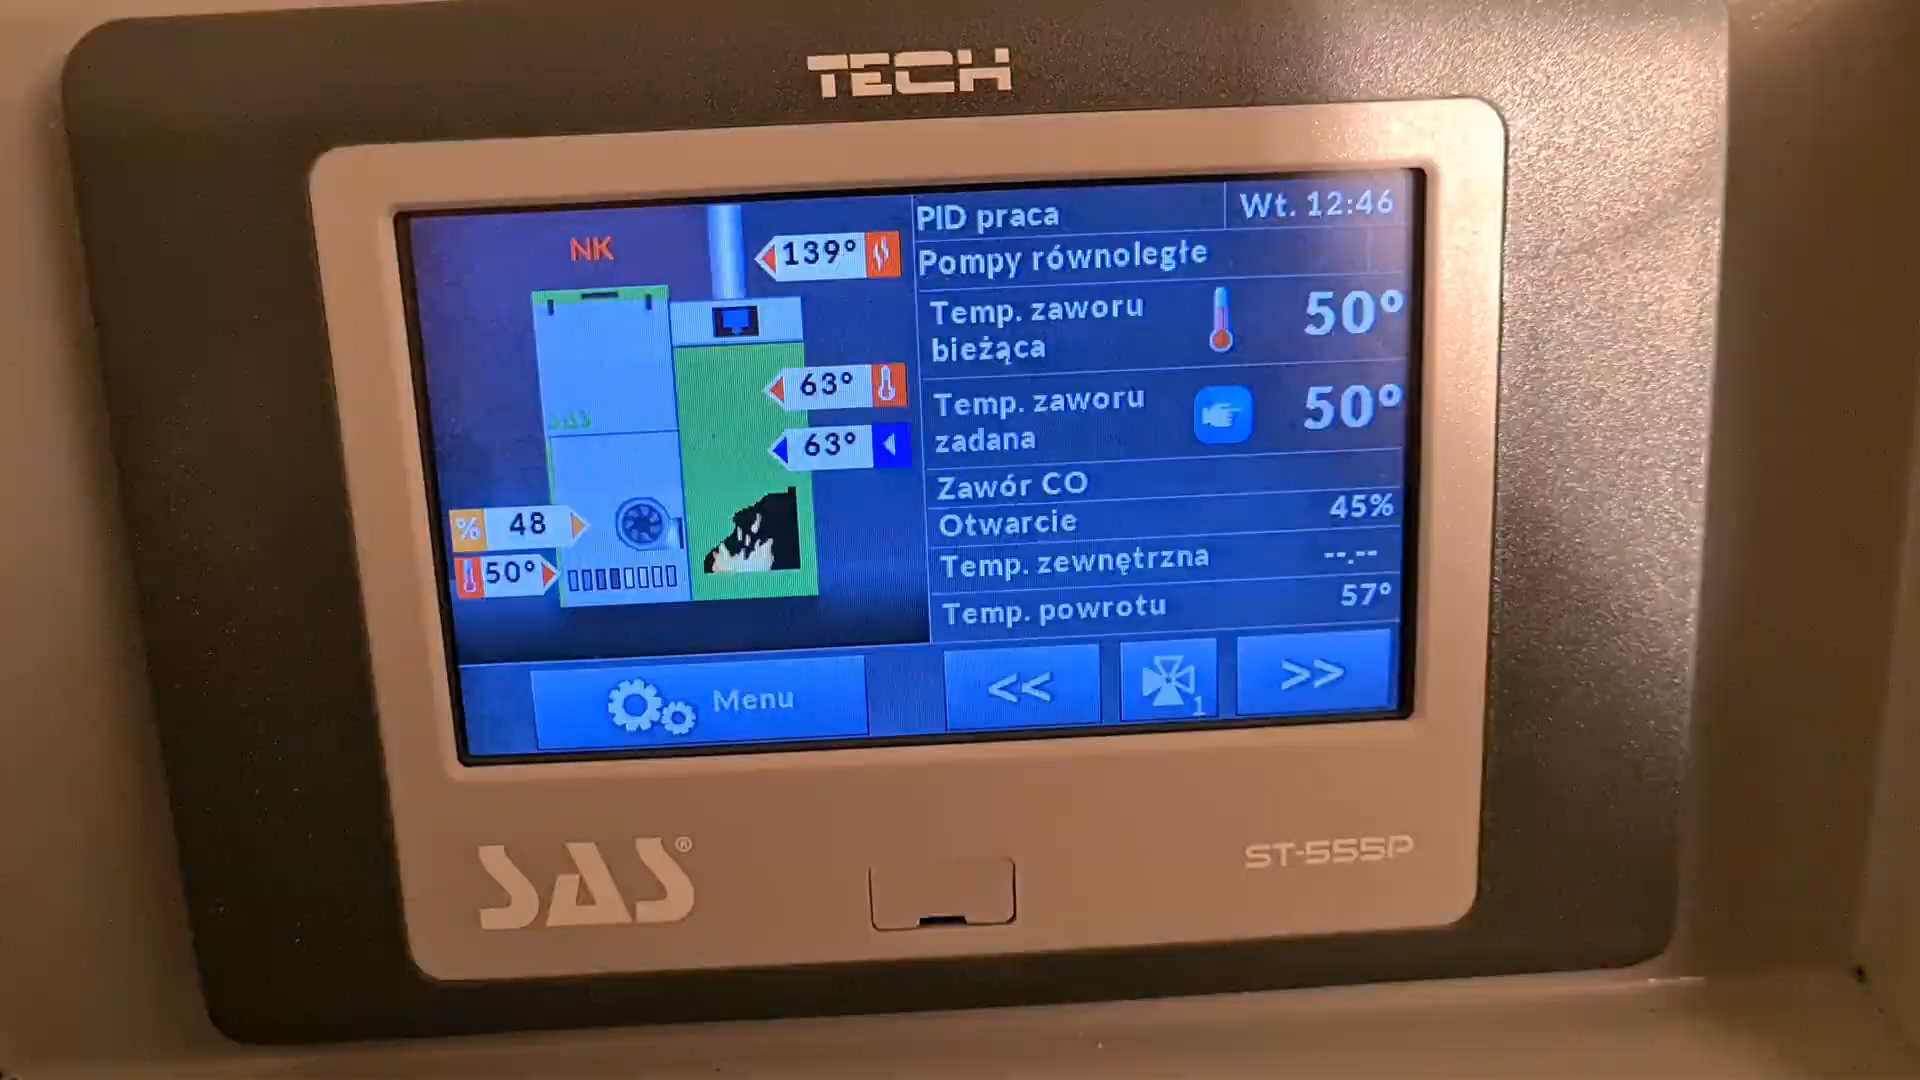 TECH
NK
139°
63°
63°
SAS
% 48
50°
Menu
PID praca
Wt. 12:46
Pompy równoległe
Temp. zaworu
bieżąca
50°
Temp. zaworu
zadana
50°
Zawór CO
Otwarcie
45%
Temp. zewnętrzna
--.--
Temp. powrotu
57°
<<
1
>>
SAS®
ST-555P